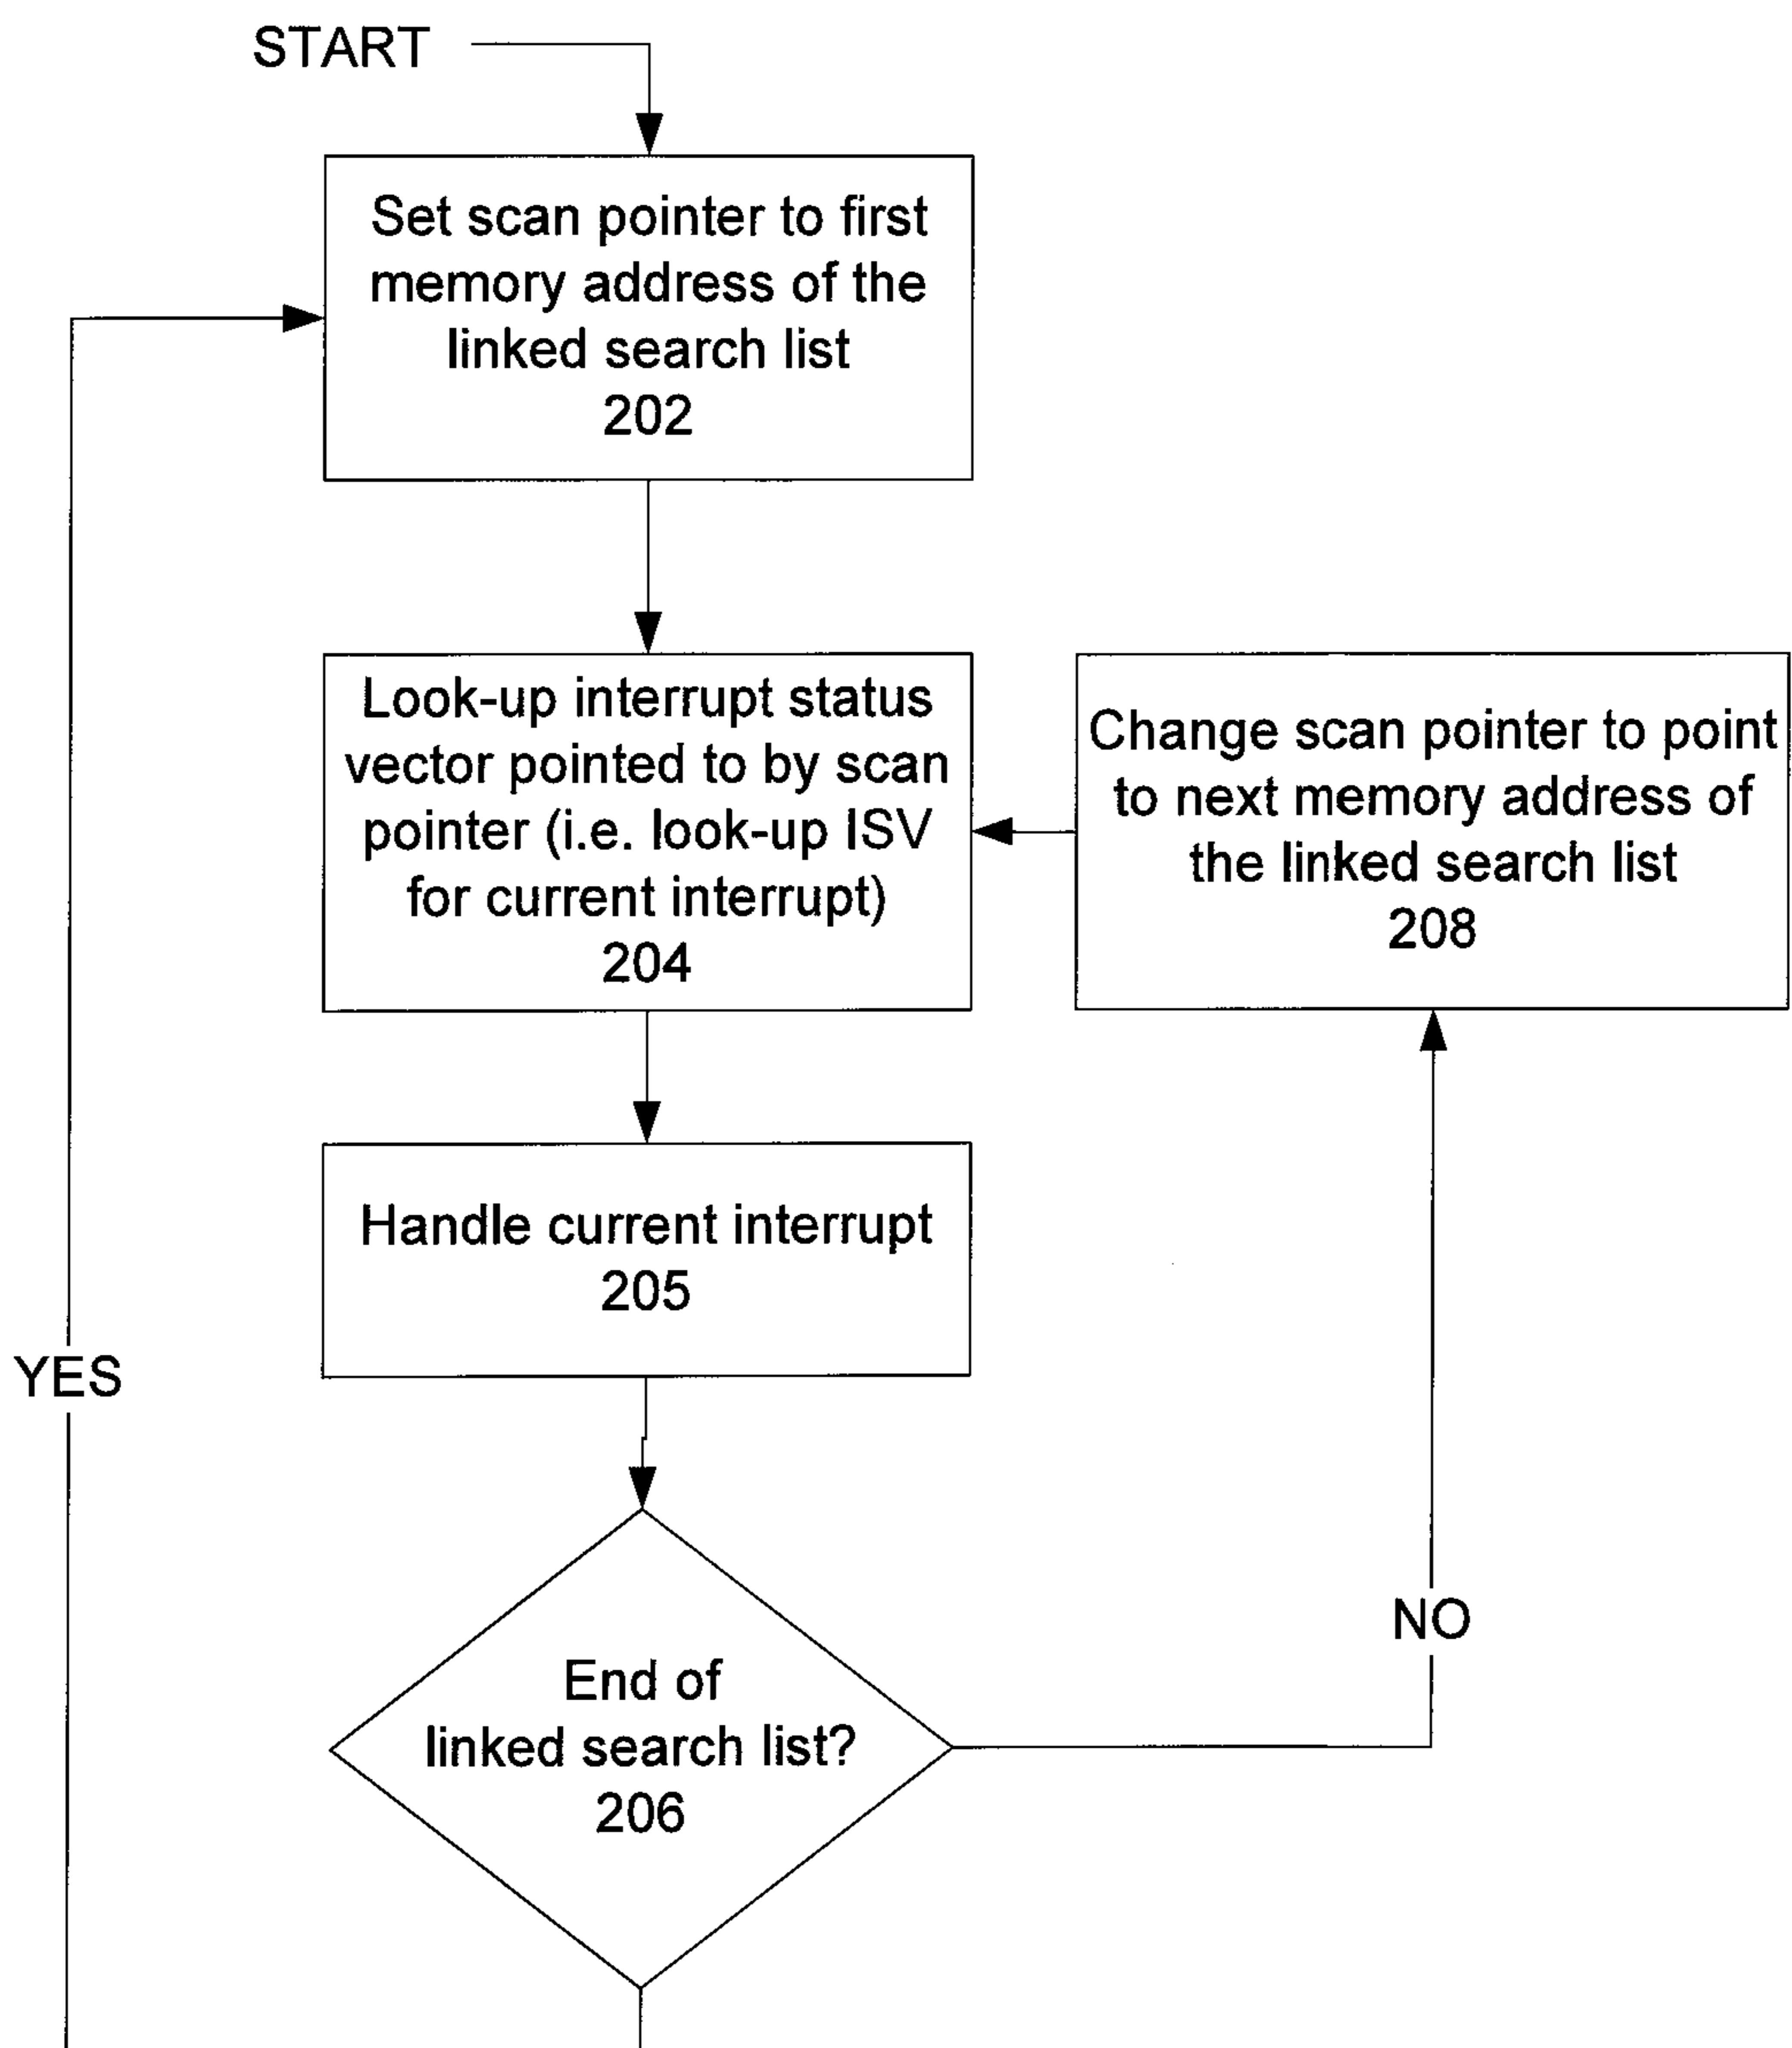 START
Set scan pointer to first
memory address of the
linked search list
202
Look-up interrupt status
vector pointed to by scan
pointer (i.e. look-up ISV
for current interrupt)
204
Change scan pointer to point
to next memory address of
the linked search list
208
Handle current interrupt
205
YES
End of
linked search list?
206
NO